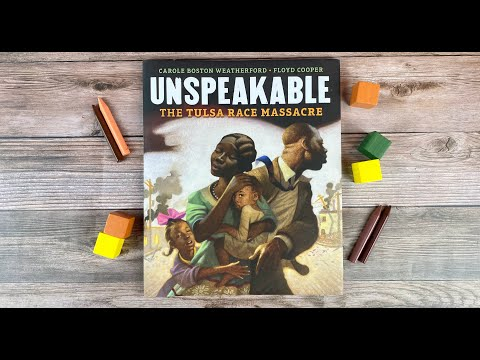 CAROLE BOSTON WEATHERFORD • FLOYD COOPER
UNSPEAKABLE
THE TULSA RACE MASSACRE